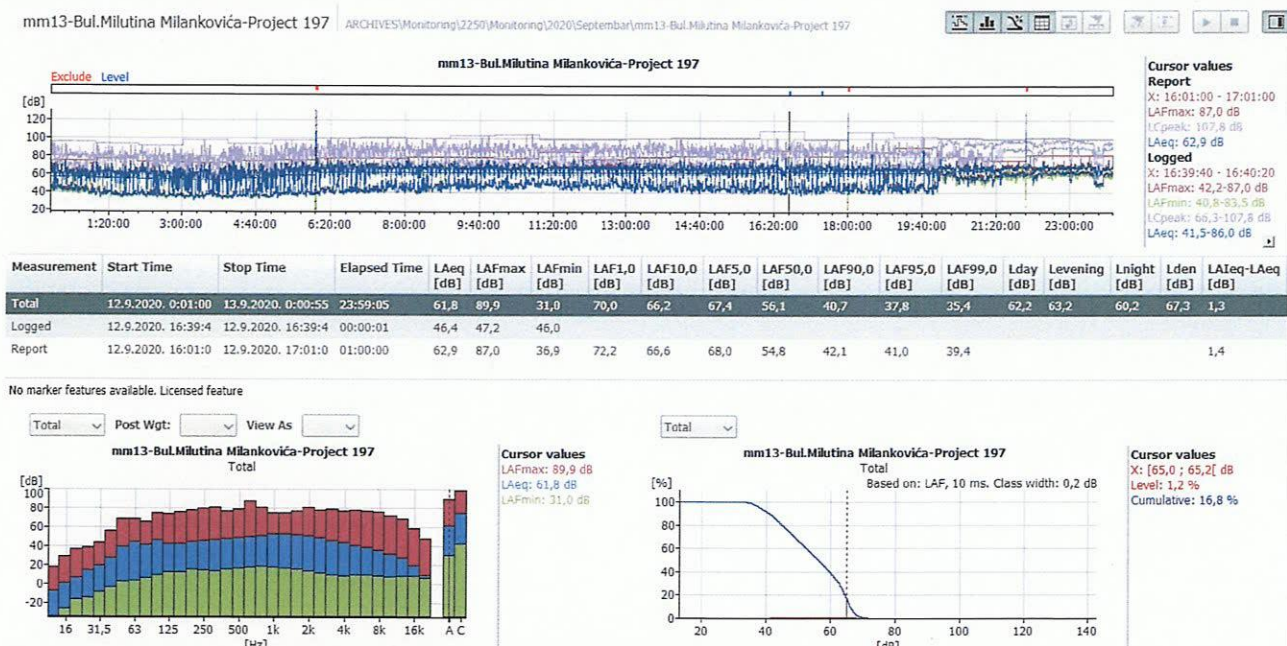 mm13-Bul.Milutina Milankovića-Project 197 ARCHIVES\Monitoring\2250\Monitoring\2020\Septembar\mm13-Bul.Milutina Milankovića-Project 197
mm13-Bul.Milutina Milankovića-Project 197
Exclude Level
[dB]
120
100
80
60
40
20
1:20:00 3:00:00 4:40:00 6:20:00 8:00:00 9:40:00 11:20:00 13:00:00 14:40:00 16:20:00 18:00:00 19:40:00 21:20:00 23:00:00
Cursor values
Report
X: 16:01:00 - 17:01:00
LAFmax: 87,0 dB
LCpeak: 107,8 dB
LAeq: 62,9 dB
Logged
X: 16:39:40 - 16:40:20
LAFmax: 42,2-87,0 dB
LAFmin: 40,8-83,5 dB
LCpeak: 66,3-107,8 dB
LAeq: 41,5-86,0 dB
Measurement Start Time Stop Time Elapsed Time LAeq [dB] LAFmax [dB] LAFmin [dB] LAF1,0 [dB] LAF10,0 [dB] LAF5,0 [dB] LAF50,0 [dB] LAF90,0 [dB] LAF95,0 [dB] LAF99,0 [dB] Lday [dB] Levening [dB] Lnight [dB] Lden [dB] LAIeq-LAeq [dB]
Total 12.9.2020. 0:01:00 13.9.2020. 0:00:55 23:59:05 61,8 89,9 31,0 70,0 66,2 67,4 56,1 40,7 37,8 35,4 62,2 63,2 60,2 67,3 1,3
Logged 12.9.2020. 16:39:4 12.9.2020. 16:39:4 00:00:01 46,4 47,2 46,0
Report 12.9.2020. 16:01:0 12.9.2020. 17:01:0 01:00:00 62,9 87,0 36,9 72,2 66,6 68,0 54,8 42,1 41,0 39,4 1,4
No marker features available. Licensed feature
Total Post Wgt: View As
mm13-Bul.Milutina Milankovića-Project 197
Total
[dB]
100
80
60
40
20
0
-20
16 31,5 63 125 250 500 1k 2k 4k 8k 16k A C
[Hz]
Cursor values
LAFmax: 89,9 dB
LAeq: 61,8 dB
LAFmin: 31,0 dB
Total
mm13-Bul.Milutina Milankovića-Project 197
Total
[%] Based on: LAF, 10 ms. Class width: 0,2 dB
100
80
60
40
20
0
20 40 60 80 100 120 140
[dB]
Cursor values
X: [65,0 ; 65,2[ dB
Level: 1,2 %
Cumulative: 16,8 %